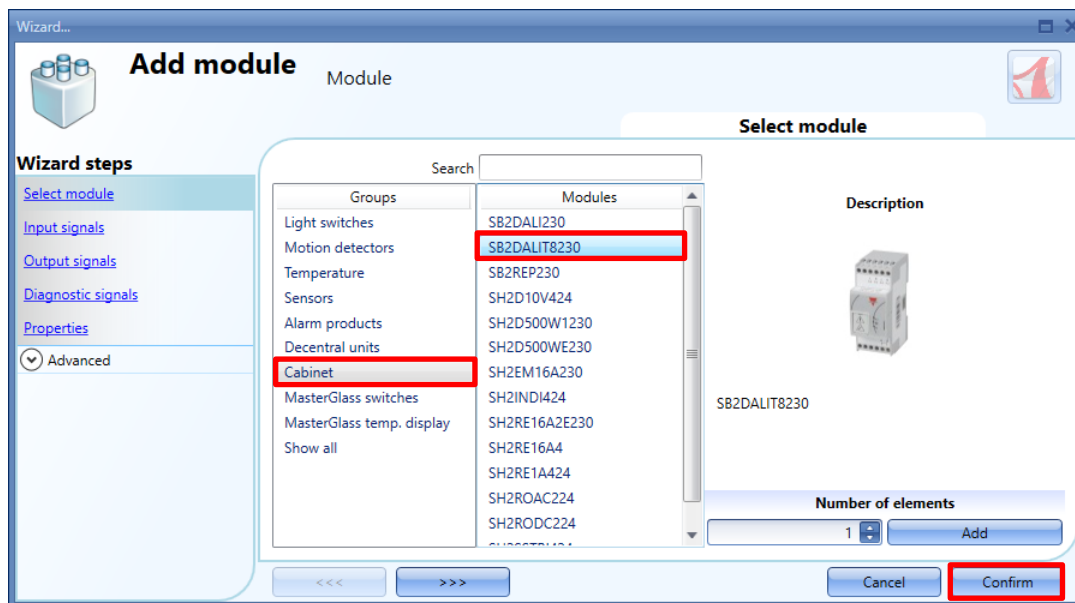 Wizard...
Add module
Module
Select module
Wizard steps
Select module
Input signals
Output signals
Diagnostic signals
Properties
Advanced
Search
Groups
Light switches
Motion detectors
Temperature
Sensors
Alarm products
Decentral units
Cabinet
MasterGlass switches
MasterGlass temp. display
Show all
Modules
SB2DALI230
SB2DALIT8230
SB2REP230
SH2D10V424
SH2D500W1230
SH2D500WE230
SH2EM16A230
SH2INDI424
SH2RE16A2E230
SH2RE16A4
SH2RE1A424
SH2ROAC224
SH2RODC224
Description
SB2DALIT8230
Number of elements
1
Add
<<<
>>>
Cancel
Confirm